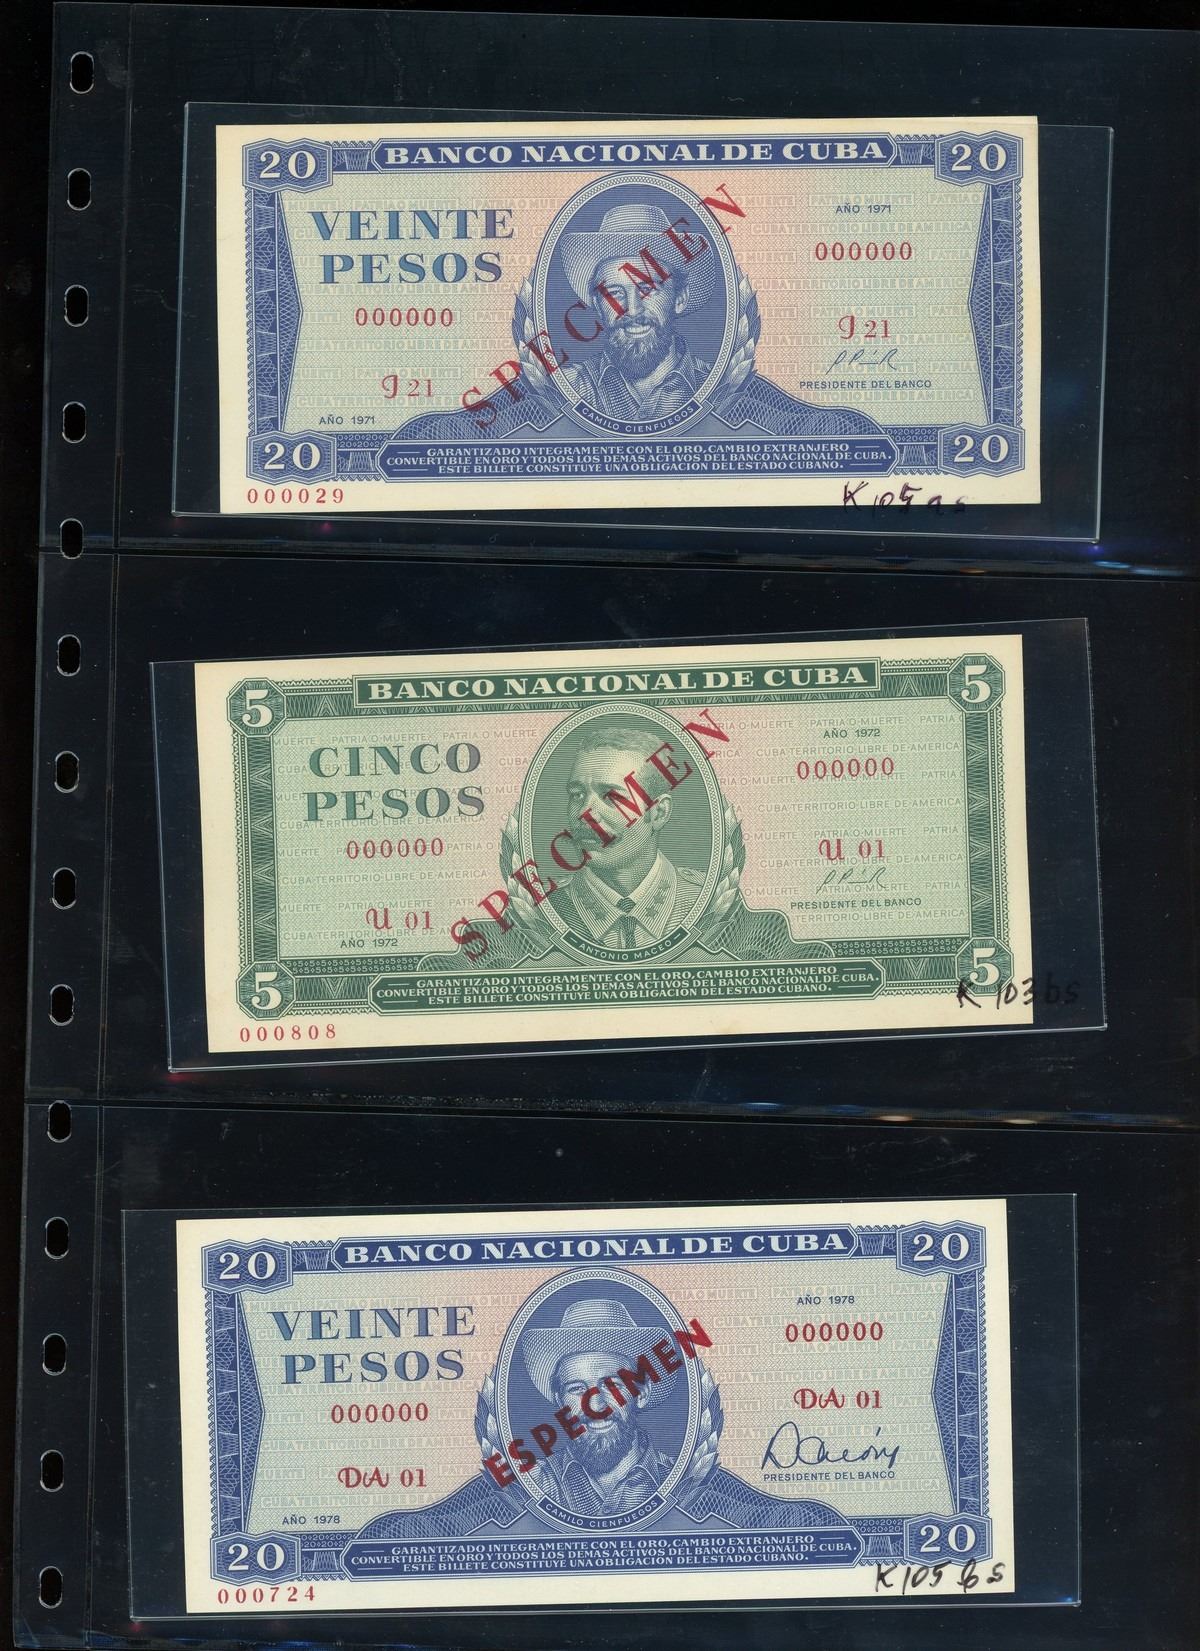 20 BANCO NACIONAL DE CUBA 20
VEINTE
PESOS
AÑO 1971
000000
000000
J 21
J 21
PRESIDENTE DEL BANCO
AÑO 1971
SPECIMEN
CAMILO CIENFUEGOS
20 20
GARANTIZADO INTEGRAMENTE CON EL ORO, CAMBIO EXTRANJERO
CONVERTIBLE EN ORO Y TODOS LOS DEMAS ACTIVOS DEL BANCO NACIONAL DE CUBA.
ESTE BILLETE CONSTITUYE UNA OBLIGACION DEL ESTADO CUBANO.
000029
K 105 as
5 BANCO NACIONAL DE CUBA 5
CINCO
PESOS
AÑO 1972
000000
000000
U 01
U 01
PRESIDENTE DEL BANCO
AÑO 1972
SPECIMEN
ANTONIO MACEO
5 5
GARANTIZADO INTEGRAMENTE CON EL ORO, CAMBIO EXTRANJERO
CONVERTIBLE EN ORO Y TODOS LOS DEMAS ACTIVOS DEL BANCO NACIONAL DE CUBA.
ESTE BILLETE CONSTITUYE UNA OBLIGACION DEL ESTADO CUBANO.
000808
K 103 bs
20 BANCO NACIONAL DE CUBA 20
VEINTE
PESOS
AÑO 1978
000000
000000
DA 01
DA 01
PRESIDENTE DEL BANCO
AÑO 1978
ESPECIMEN
CAMILO CIENFUEGOS
20 20
GARANTIZADO INTEGRAMENTE CON EL ORO, CAMBIO EXTRANJERO
CONVERTIBLE EN ORO Y TODOS LOS DEMAS ACTIVOS DEL BANCO NACIONAL DE CUBA.
ESTE BILLETE CONSTITUYE UNA OBLIGACION DEL ESTADO CUBANO.
000724
K 105 bs